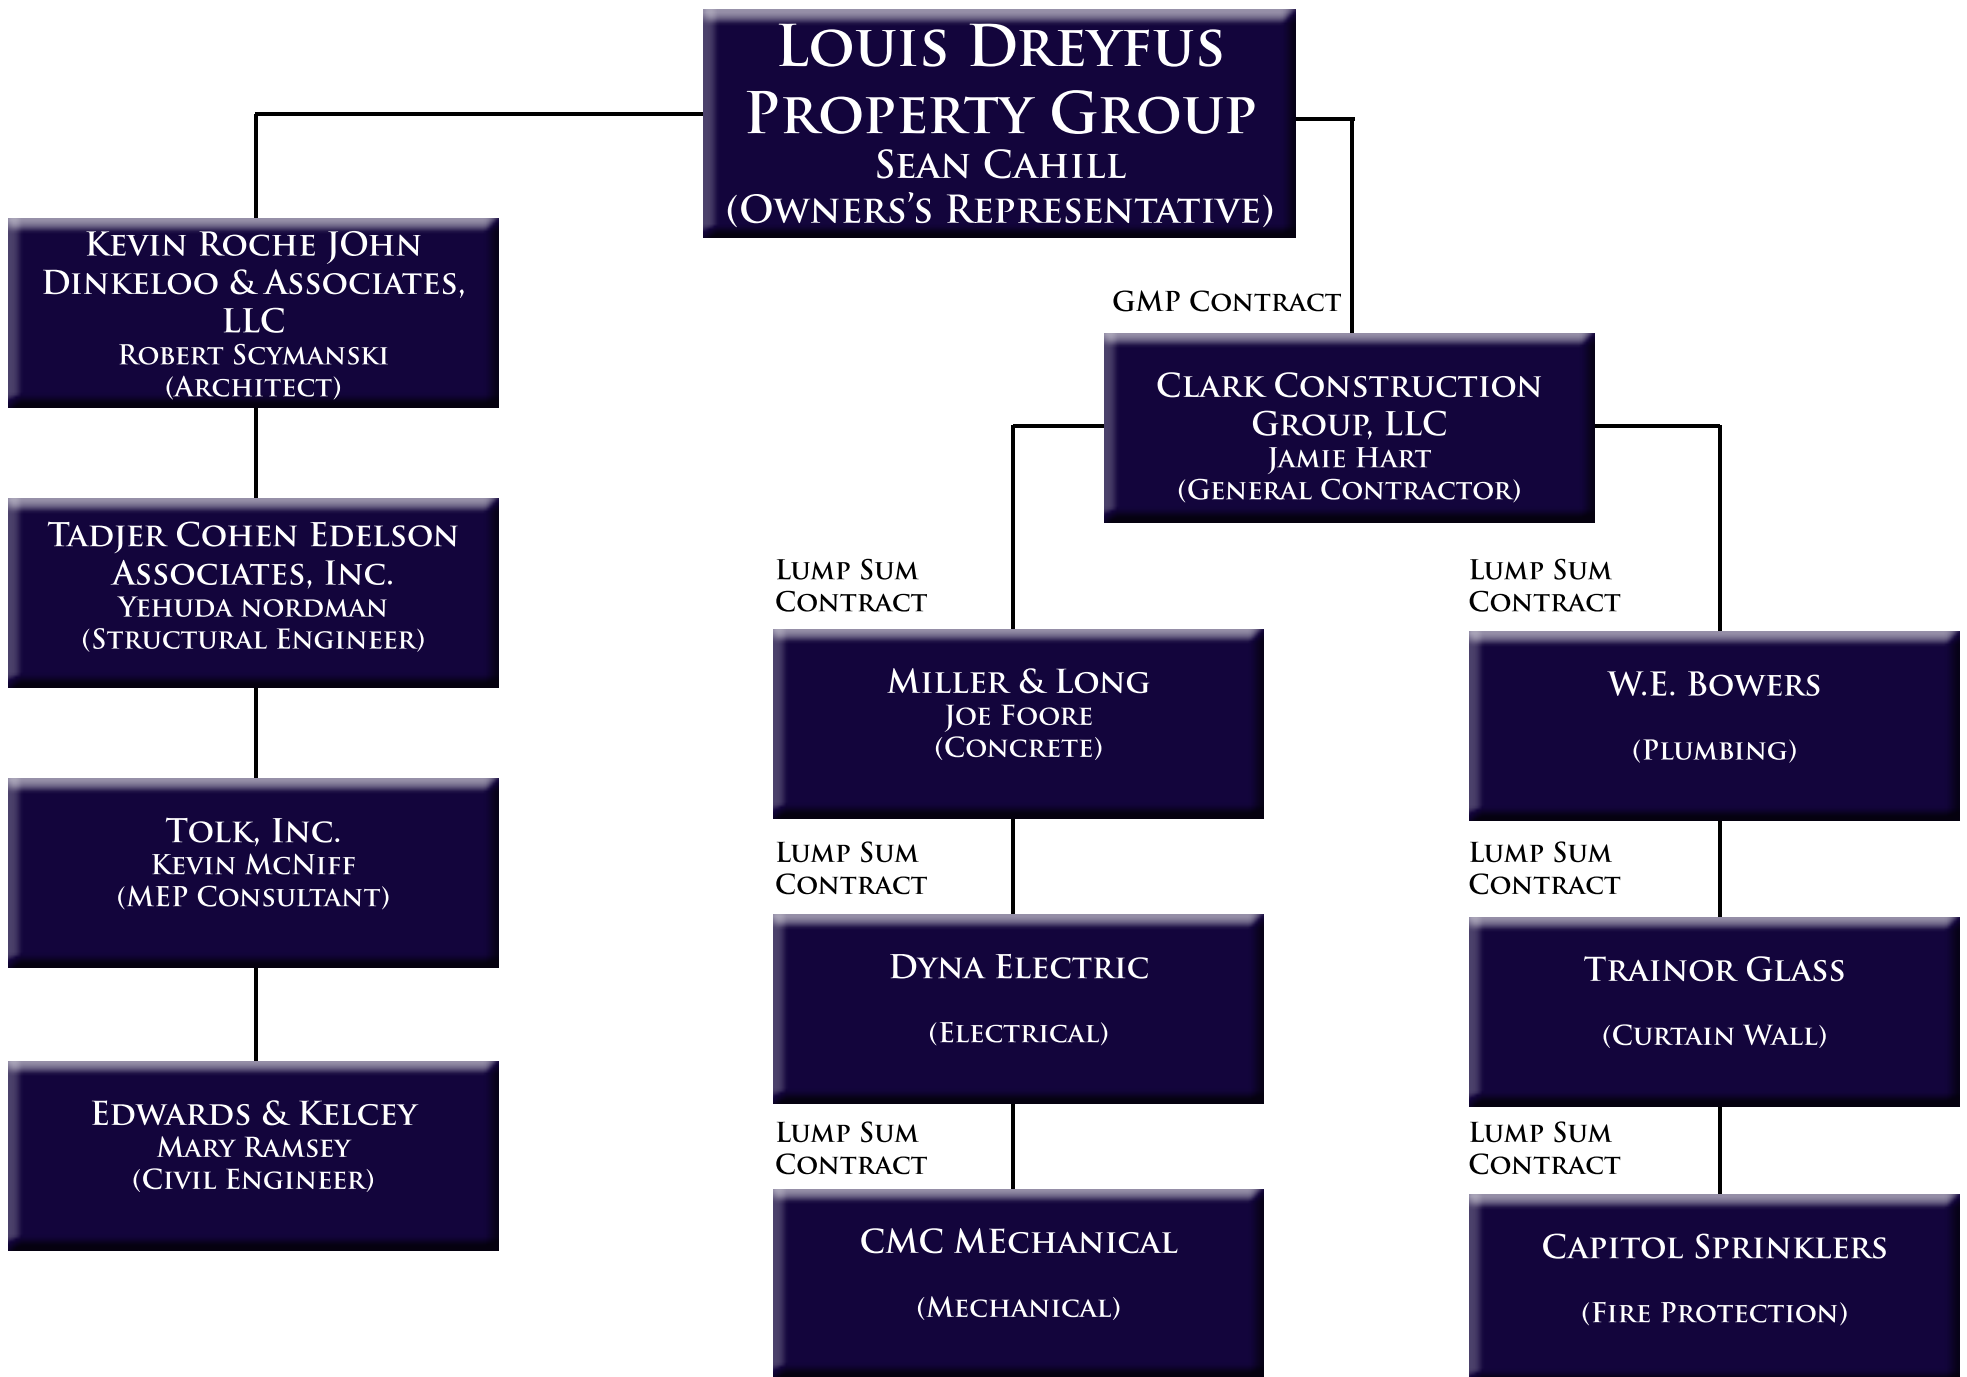 Louis Dreyfus
Property Group
Sean Cahill
(Owners's Representative)
Kevin Roche JOhn
Dinkeloo & Associates,
LLC
Robert Scymanski
(Architect)
Tadjer Cohen Edelson
Associates, Inc.
Yehuda nordman
(Structural Engineer)
Tolk, Inc.
Kevin McNiff
(MEP Consultant)
Edwards & Kelcey
Mary Ramsey
(Civil Engineer)
GMP Contract
Clark Construction
Group, LLC
Jamie Hart
(General Contractor)
Lump Sum
Contract
Miller & Long
Joe Foore
(Concrete)
Lump Sum
Contract
Dyna Electric
(Electrical)
Lump Sum
Contract
CMC MEchanical
(Mechanical)
Lump Sum
Contract
W.E. Bowers
(Plumbing)
Lump Sum
Contract
Trainor Glass
(Curtain Wall)
Lump Sum
Contract
Capitol Sprinklers
(Fire Protection)